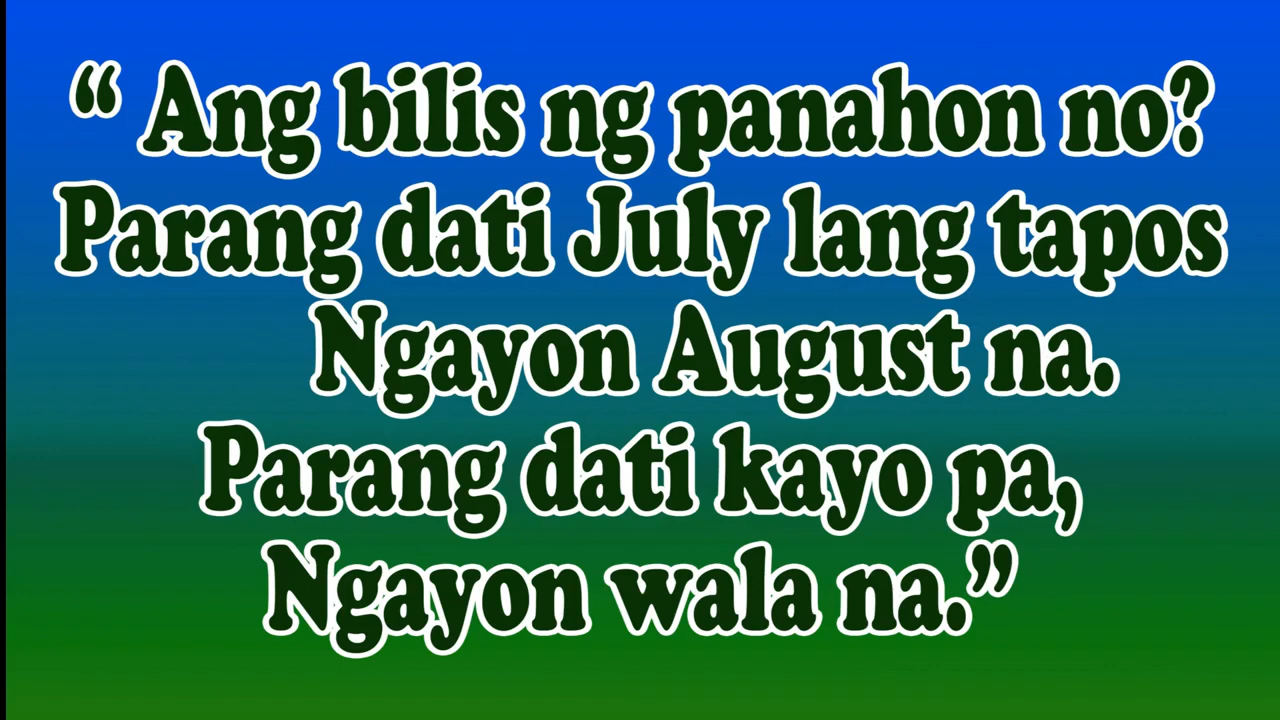 “ Ang bilis ng panahon no?
Parang dati July lang tapos
Ngayon August na.
Parang dati kayo pa,
Ngayon wala na.”